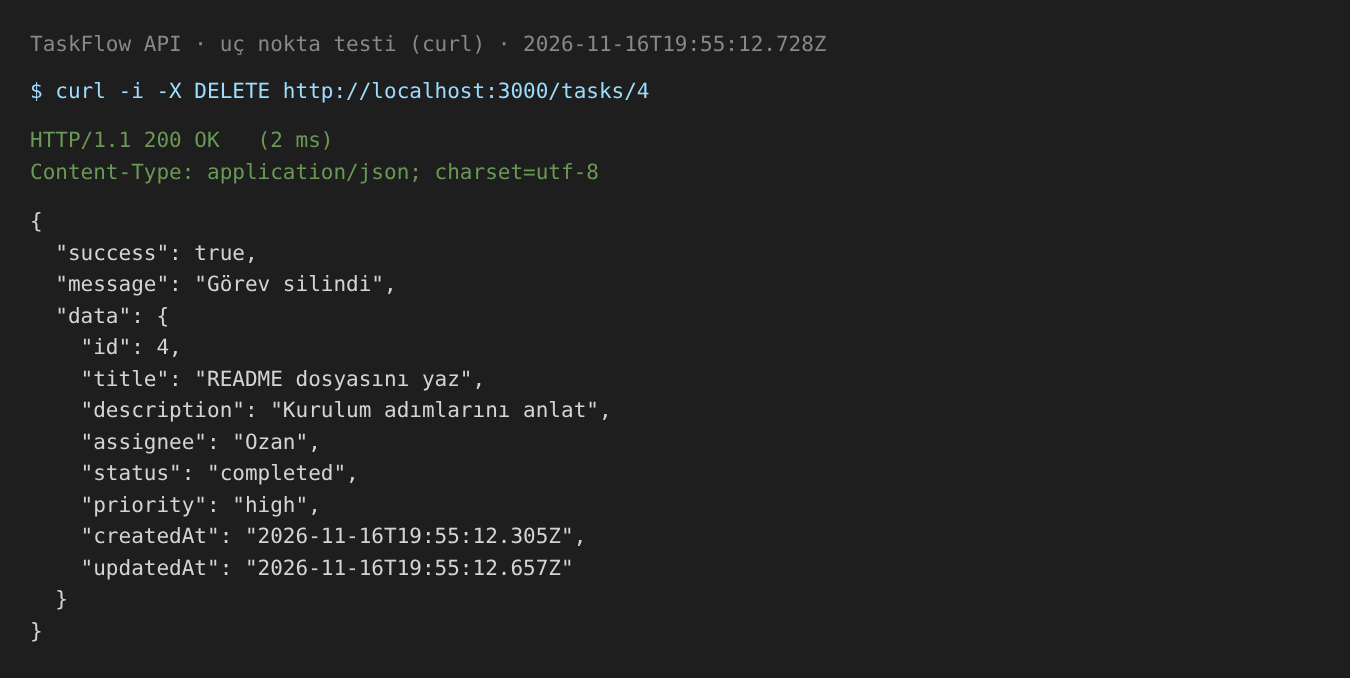 TaskFlow API · uç nokta testi (curl) · 2026-11-16T19:55:12.728Z
$ curl -i -X DELETE http://localhost:3000/tasks/4
HTTP/1.1 200 OK   (2 ms)
Content-Type: application/json; charset=utf-8
{
  "success": true,
  "message": "Görev silindi",
  "data": {
    "id": 4,
    "title": "README dosyasını yaz",
    "description": "Kurulum adımlarını anlat",
    "assignee": "Ozan",
    "status": "completed",
    "priority": "high",
    "createdAt": "2026-11-16T19:55:12.305Z",
    "updatedAt": "2026-11-16T19:55:12.657Z"
  }
}